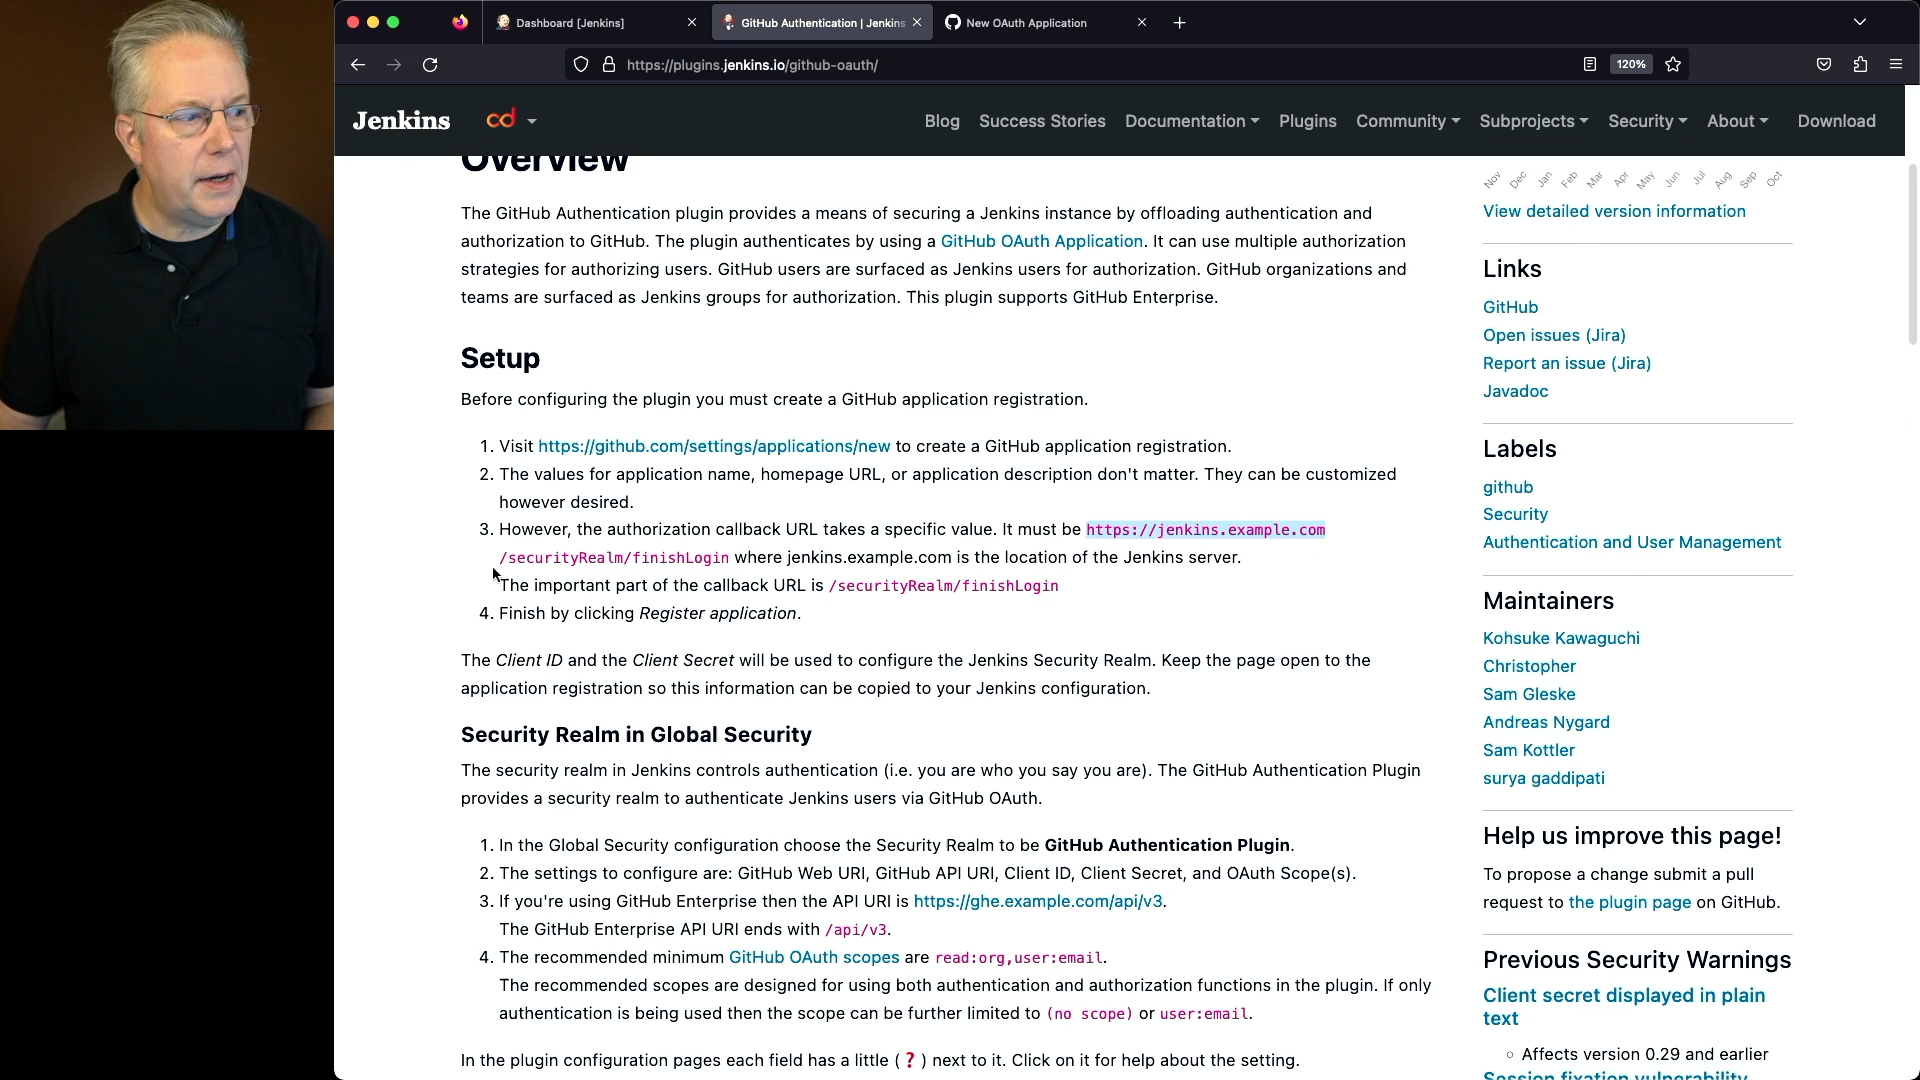 Dashboard [Jenkins]
GitHub Authentication | Jenkins
New OAuth Application
https://plugins.jenkins.io/github-oauth/
120%
Jenkins
cd
Blog
Success Stories
Documentation
Plugins
Community
Subprojects
Security
About
Download
Overview
The GitHub Authentication plugin provides a means of securing a Jenkins instance by offloading authentication and
authorization to GitHub. The plugin authenticates by using a GitHub OAuth Application. It can use multiple authorization
strategies for authorizing users. GitHub users are surfaced as Jenkins users for authorization. GitHub organizations and
teams are surfaced as Jenkins groups for authorization. This plugin supports GitHub Enterprise.
Setup
Before configuring the plugin you must create a GitHub application registration.
1. Visit https://github.com/settings/applications/new to create a GitHub application registration.
2. The values for application name, homepage URL, or application description don't matter. They can be customized
however desired.
3. However, the authorization callback URL takes a specific value. It must be https://jenkins.example.com
/securityRealm/finishLogin where jenkins.example.com is the location of the Jenkins server.
The important part of the callback URL is /securityRealm/finishLogin
4. Finish by clicking Register application.
The Client ID and the Client Secret will be used to configure the Jenkins Security Realm. Keep the page open to the
application registration so this information can be copied to your Jenkins configuration.
Security Realm in Global Security
The security realm in Jenkins controls authentication (i.e. you are who you say you are). The GitHub Authentication Plugin
provides a security realm to authenticate Jenkins users via GitHub OAuth.
1. In the Global Security configuration choose the Security Realm to be GitHub Authentication Plugin.
2. The settings to configure are: GitHub Web URI, GitHub API URI, Client ID, Client Secret, and OAuth Scope(s).
3. If you're using GitHub Enterprise then the API URI is https://ghe.example.com/api/v3.
The GitHub Enterprise API URI ends with /api/v3.
4. The recommended minimum GitHub OAuth scopes are read:org,user:email.
The recommended scopes are designed for using both authentication and authorization functions in the plugin. If only
authentication is being used then the scope can be further limited to (no scope) or user:email.
In the plugin configuration pages each field has a little (❓) next to it. Click on it for help about the setting.
Nov Dec Jan Feb Mar Apr May Jun Jul Aug Sep Oct
View detailed version information
Links
GitHub
Open issues (Jira)
Report an issue (Jira)
Javadoc
Labels
github
Security
Authentication and User Management
Maintainers
Kohsuke Kawaguchi
Christopher
Sam Gleske
Andreas Nygard
Sam Kottler
surya gaddipati
Help us improve this page!
To propose a change submit a pull
request to the plugin page on GitHub.
Previous Security Warnings
Client secret displayed in plain
text
Affects version 0.29 and earlier
Session fixation vulnerability